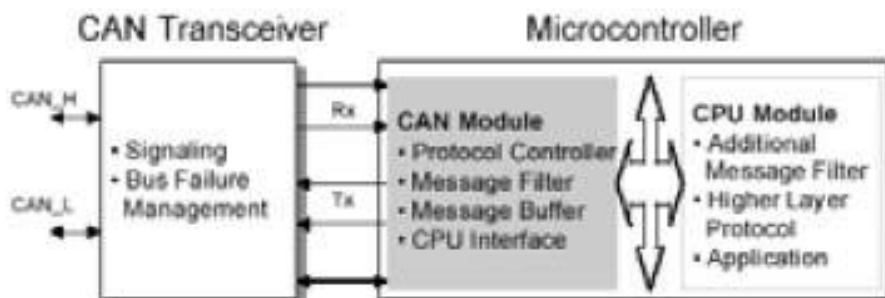 CAN Transceiver
Microcontroller
CAN_H
CAN_L
• Signaling
• Bus Failure
Management
Rx
Tx
CAN Module
• Protocol Controller
• Message Filter
• Message Buffer
• CPU Interface
CPU Module
• Additional
Message Filter
• Higher Layer
Protocol
• Application